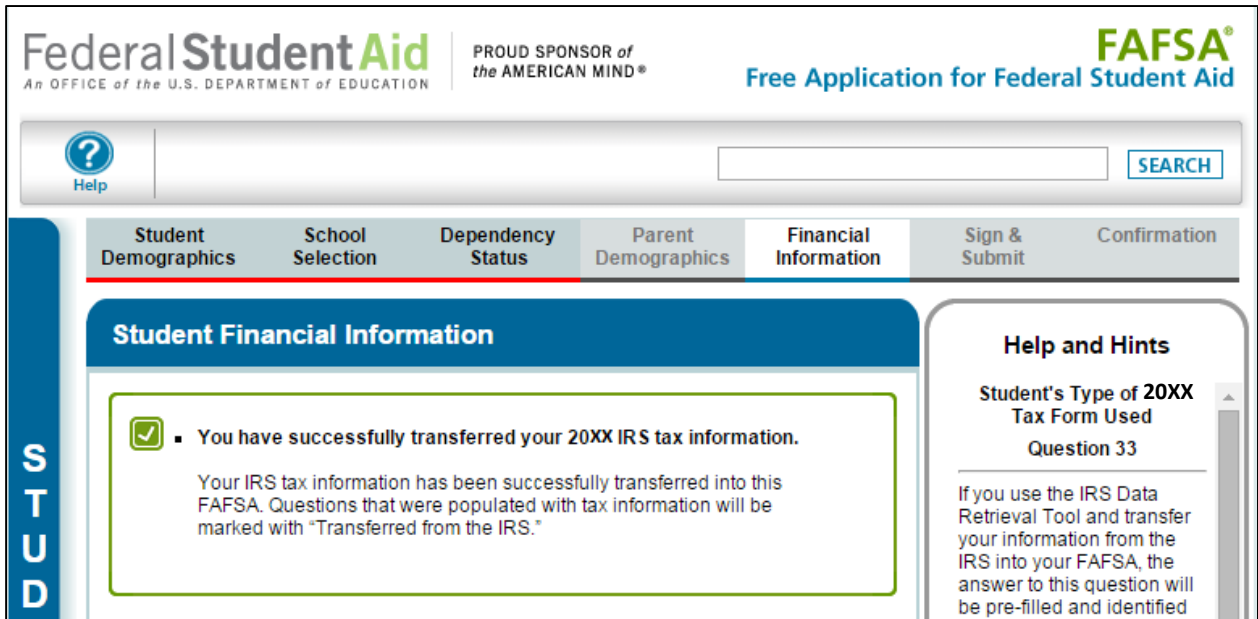 Federal Student Aid
An OFFICE of the U.S. DEPARTMENT of EDUCATION
PROUD SPONSOR of
the AMERICAN MIND®
FAFSA®
Free Application for Federal Student Aid
?
Help
SEARCH
Student
Demographics
School
Selection
Dependency
Status
Parent
Demographics
Financial
Information
Sign &
Submit
Confirmation
S
T
U
D
Student Financial Information
You have successfully transferred your 20XX IRS tax information.
Your IRS tax information has been successfully transferred into this
FAFSA. Questions that were populated with tax information will be
marked with “Transferred from the IRS.”
Help and Hints
Student's Type of 20XX
Tax Form Used
Question 33
If you use the IRS Data
Retrieval Tool and transfer
your information from the
IRS into your FAFSA, the
answer to this question will
be pre-filled and identified